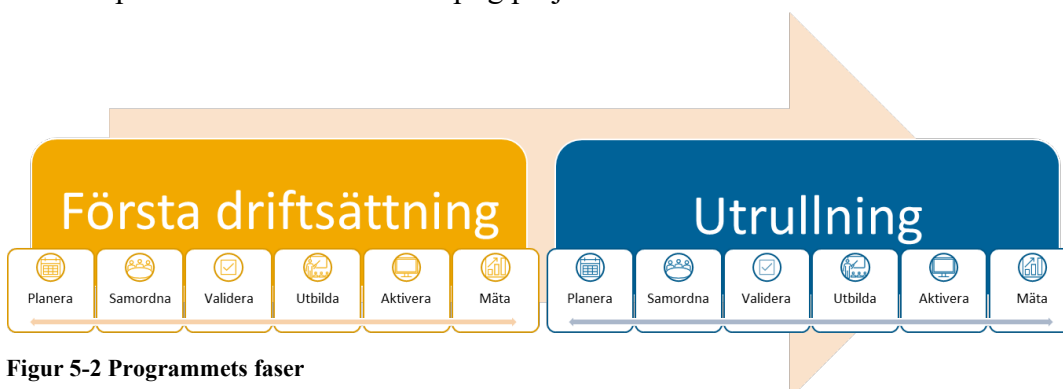 Första driftsättning
Utrullning
Planera
Samordna
Validera
Utbilda
Aktivera
Mäta
Planera
Samordna
Validera
Utbilda
Aktivera
Mäta
Figur 5-2 Programmets faser